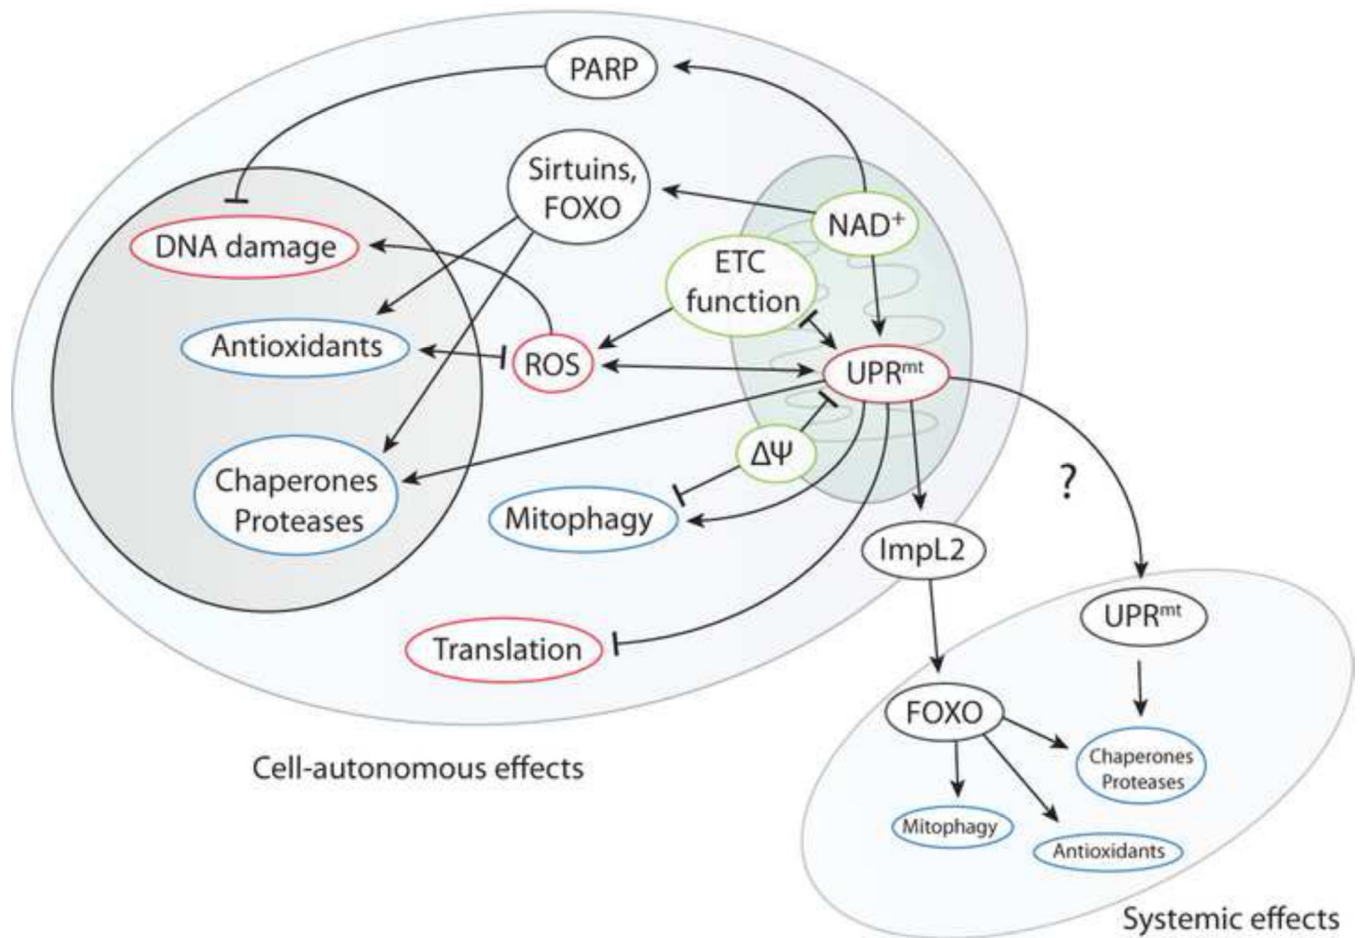 PARP
Sirtuins,
FOXO
NAD⁺
DNA damage
ETC
function
Antioxidants
ROS
UPRᵐᵗ
ΔΨ
Chaperones
Proteases
Mitophagy
?
ImpL2
UPRᵐᵗ
Translation
FOXO
Cell-autonomous effects
Chaperones
Proteases
Mitophagy
Antioxidants
Systemic effects